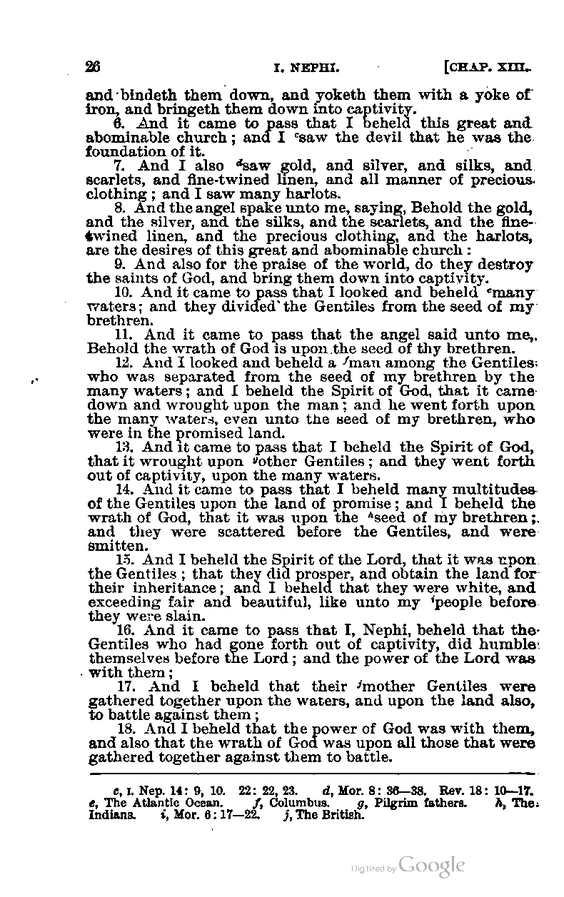 26 I. NEPHI. [CHAP. XIII.
and bindeth them down, and yoketh them with a yoke of
iron, and bringeth them down into captivity.
6. And it came to pass that I beheld this great and
abominable church; and I ᶜsaw the devil that he was the
foundation of it.
7. And I also ᵈsaw gold, and silver, and silks, and
scarlets, and fine-twined linen, and all manner of precious
clothing; and I saw many harlots.
8. And the angel spake unto me, saying, Behold the gold,
and the silver, and the silks, and the scarlets, and the fine-
twined linen, and the precious clothing, and the harlots,
are the desires of this great and abominable church:
9. And also for the praise of the world, do they destroy
the saints of God, and bring them down into captivity.
10. And it came to pass that I looked and beheld ᵉmany
waters; and they divided the Gentiles from the seed of my
brethren.
11. And it came to pass that the angel said unto me,
Behold the wrath of God is upon the seed of thy brethren.
12. And I looked and beheld a ᶠman among the Gentiles
who was separated from the seed of my brethren by the
many waters; and I beheld the Spirit of God, that it came
down and wrought upon the man; and he went forth upon
the many waters, even unto the seed of my brethren, who
were in the promised land.
13. And it came to pass that I beheld the Spirit of God,
that it wrought upon ᵍother Gentiles; and they went forth
out of captivity, upon the many waters.
14. And it came to pass that I beheld many multitudes
of the Gentiles upon the land of promise; and I beheld the
wrath of God, that it was upon the ʰseed of my brethren;
and they were scattered before the Gentiles, and were
smitten.
15. And I beheld the Spirit of the Lord, that it was upon
the Gentiles; that they did prosper, and obtain the land for
their inheritance; and I beheld that they were white, and
exceeding fair and beautiful, like unto my ⁱpeople before
they were slain.
16. And it came to pass that I, Nephi, beheld that the
Gentiles who had gone forth out of captivity, did humble
themselves before the Lord; and the power of the Lord was
with them;
17. And I beheld that their ʲmother Gentiles were
gathered together upon the waters, and upon the land also,
to battle against them;
18. And I beheld that the power of God was with them,
and also that the wrath of God was upon all those that were
gathered together against them to battle.
c, I. Nep. 14: 9, 10. 22: 22, 23. d, Mor. 8: 36—38. Rev. 18: 10—17.
e, The Atlantic Ocean. f, Columbus. g, Pilgrim fathers. h, The
Indians. i, Mor. 6: 17—22. j, The British.
Digitized by Google